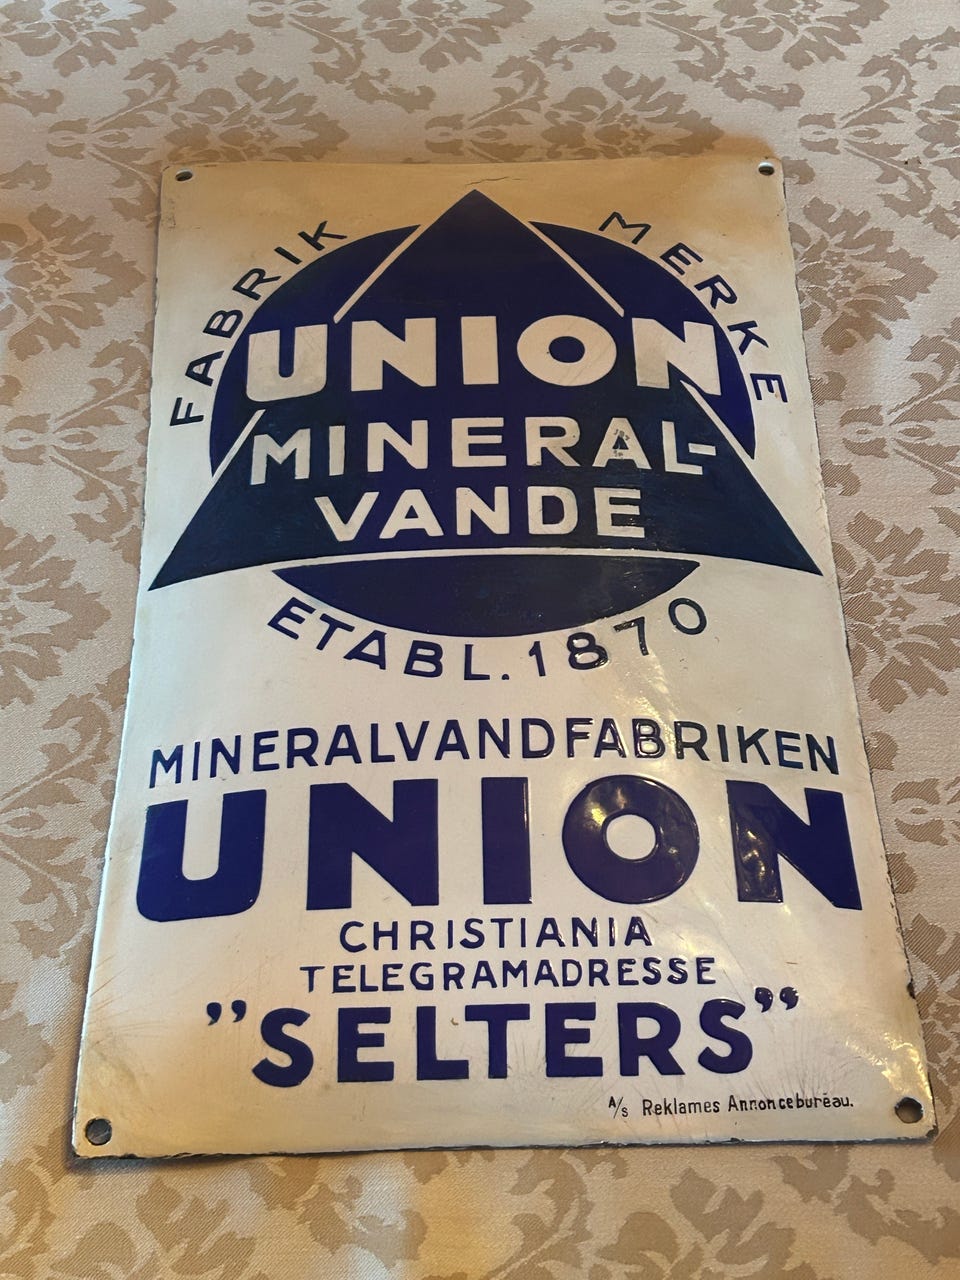 FABRIK MERKE
UNION
MINERAL-
VANDE
ETABL. 1870
MINERALVANDFABRIKEN
UNION
CHRISTIANIA
TELEGRAMADRESSE
”SELTERS”
A/S Reklames Annoncebureau.